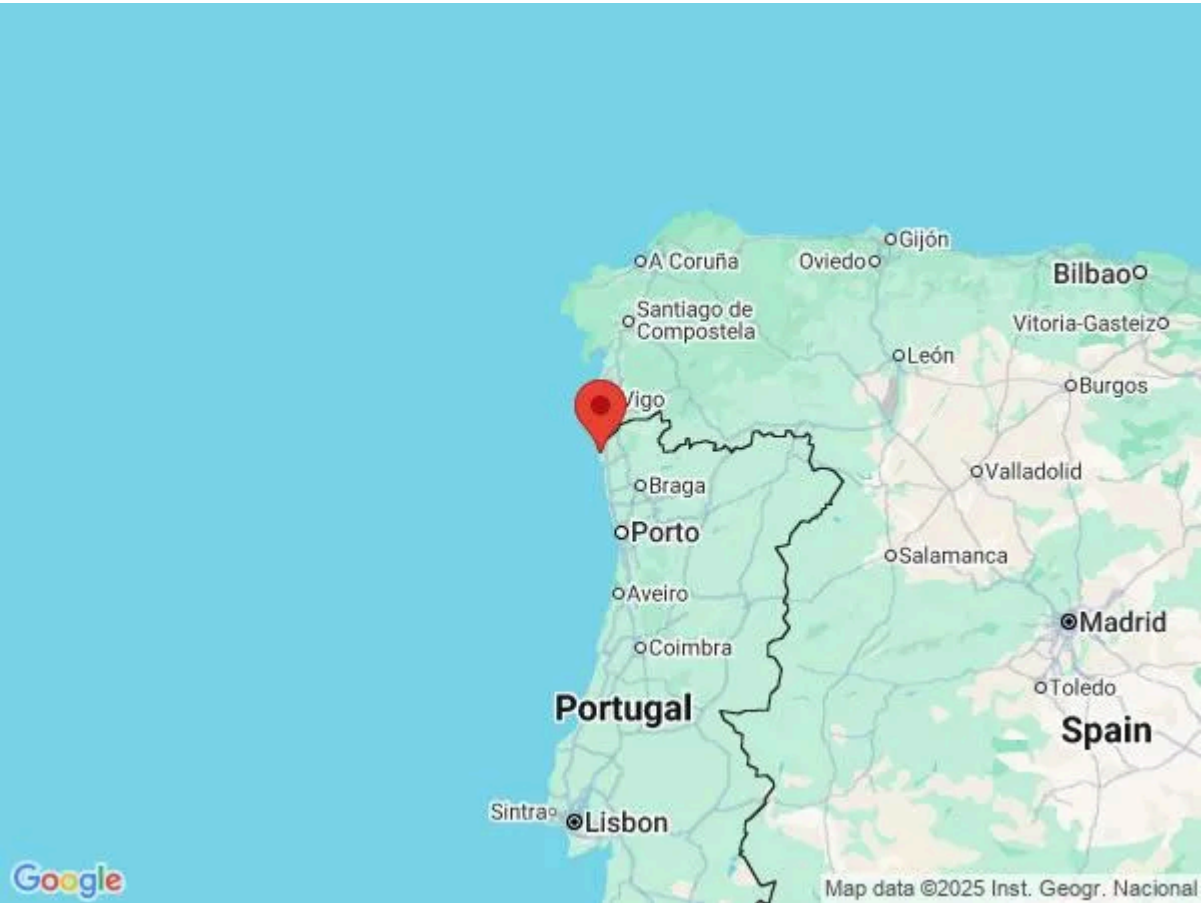 Gijón
A Coruña
Oviedo
Bilbao
Santiago de
Compostela
Vitoria-Gasteiz
León
Burgos
Vigo
Valladolid
Braga
Porto
Salamanca
Aveiro
Madrid
Coimbra
Toledo
Portugal
Spain
Sintra
Lisbon
Google
Map data ©2025 Inst. Geogr. Nacional